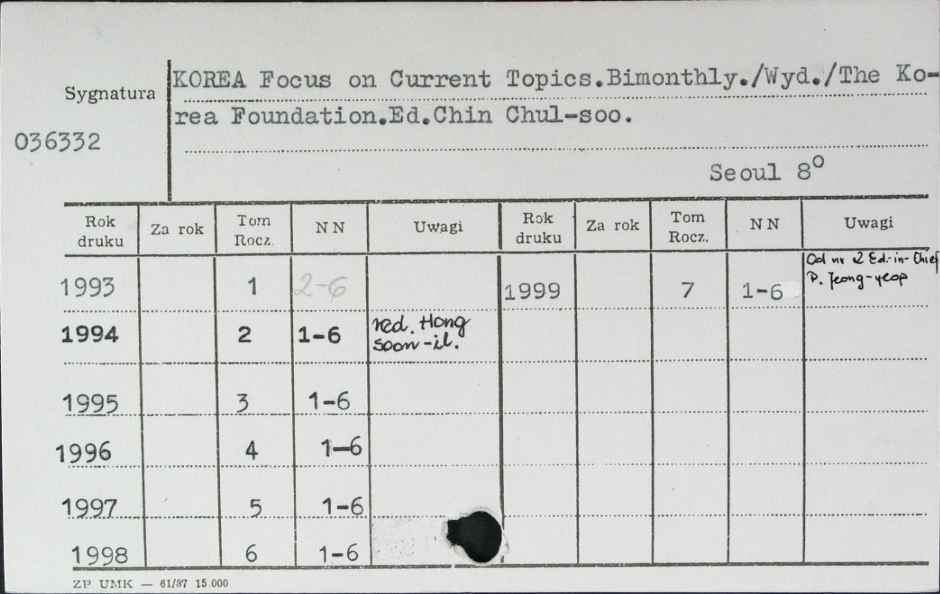 KOREA Focus on Current Topics.Bimonthly./Wyd./The Ko-
Sygnatura
rea Foundation.Ed.Chin Chul-soo.
036332
Seoul 8º
Rok druku Za rok Tom Rocz. N N Uwagi Rok druku Za rok Tom Rocz. N N Uwagi
1993 1 2-6 1999 7 1-6 Od nr 2 Ed.-in-Chief P. Jeong-yeop
1994 2 1-6 red. Hong Soon-il.
1995 3 1-6
1996 4 1-6
1997 5 1-6
1998 6 1-6
ZP UMK — 61/87 15.000